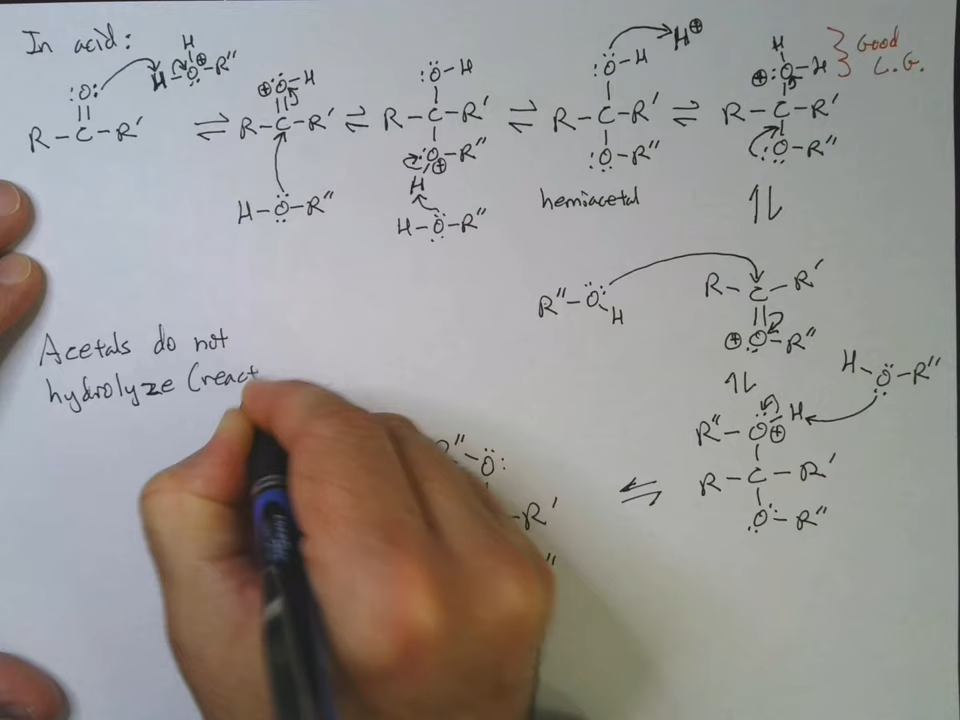 In acid:
:O: H H-O⊕-R"
R-C-R'
⊕:O-H
R-C-R'
H-O-R"
:O-H
R-C-R'
:O-R"
⊕
H
H-O-R"
:O-H H⊕
R-C-R'
:O-R"
hemiacetal
H
⊕:O-H
R-C-R'
:O-R"
Good
L.G.
R"-O:
H
R-C-R'
⊕:O-R"
H-O-R"
R"-O-H
⊕
R-C-R'
:O-R"
Acetals do not
hydrolyze (react
-O:
-R'